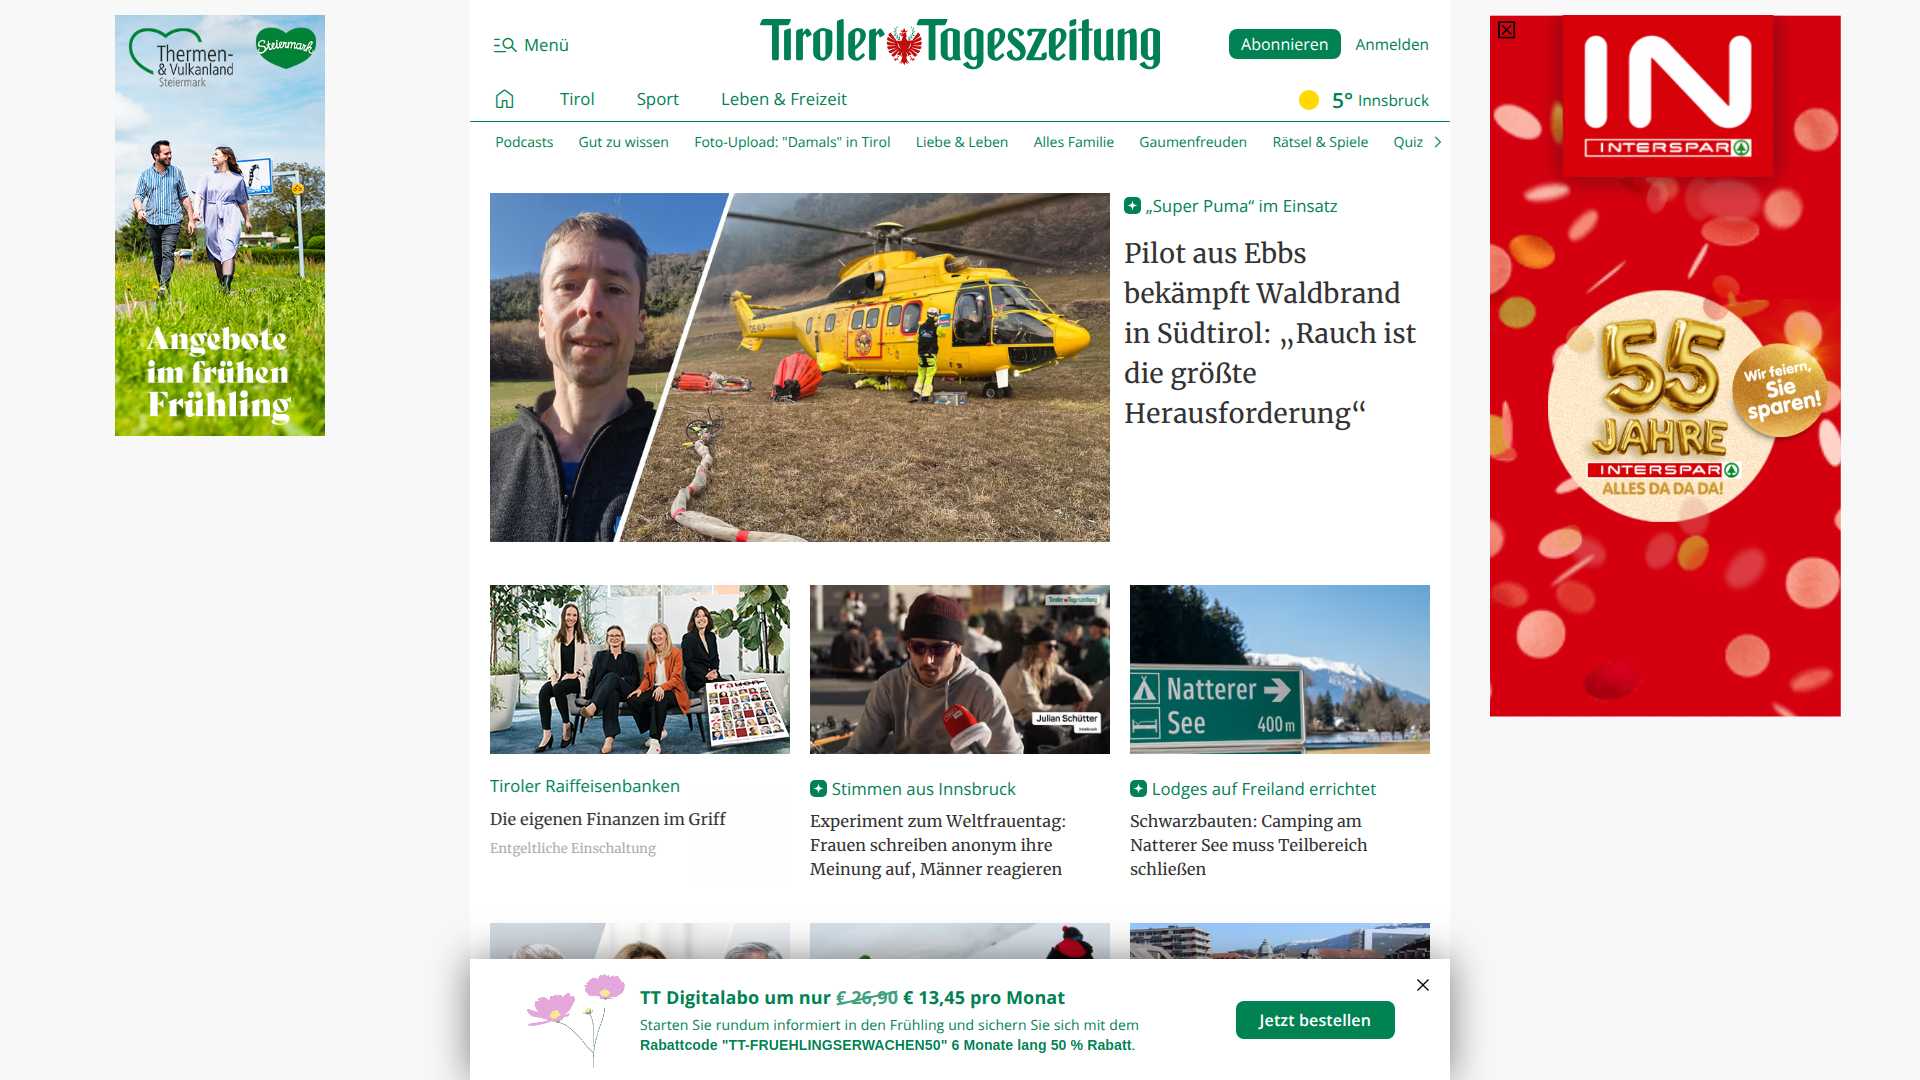 Thermen-
& Vulkanland
Steiermark
Steiermark
Angebote
im frühen
Frühling
Menü
Tiroler Tageszeitung
Abonnieren
Anmelden
Tirol
Sport
Leben & Freizeit
5° Innsbruck
Podcasts
Gut zu wissen
Foto-Upload: "Damals" in Tirol
Liebe & Leben
Alles Familie
Gaumenfreuden
Rätsel & Spiele
Quiz
„Super Puma“ im Einsatz
Pilot aus Ebbs
bekämpft Waldbrand
in Südtirol: „Rauch ist
die größte
Herausforderung“
frauen
Tiroler Tageszeitung
Julian Schütter
Innsbruck
Natterer
See
400 m
Tiroler Raiffeisenbanken
Die eigenen Finanzen im Griff
Entgeltliche Einschaltung
Stimmen aus Innsbruck
Experiment zum Weltfrauentag:
Frauen schreiben anonym ihre
Meinung auf, Männer reagieren
Lodges auf Freiland errichtet
Schwarzbauten: Camping am
Natterer See muss Teilbereich
schließen
TT Digitalabo um nur € 26,90 € 13,45 pro Monat
Starten Sie rundum informiert in den Frühling und sichern Sie sich mit dem
Rabattcode "TT-FRUEHLINGSERWACHEN50" 6 Monate lang 50 % Rabatt.
Jetzt bestellen
IN
INTERSPAR
55
JAHRE
INTERSPAR
ALLES DA DA DA!
Wir feiern,
Sie
sparen!